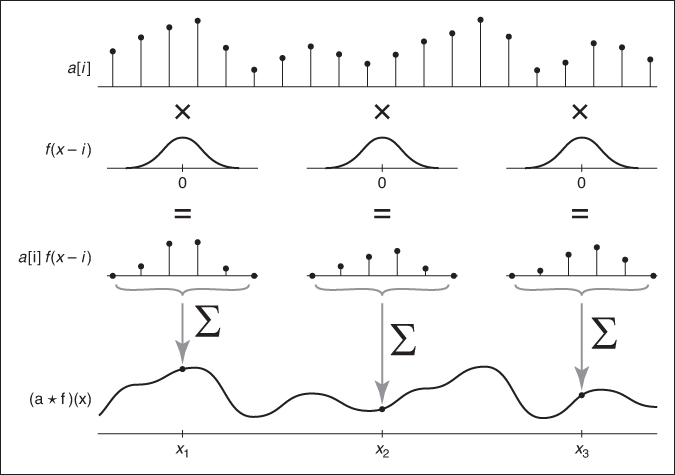 a[i]
× × ×
f(x – i)
0 0 0
= = =
a[i] f(x – i)
Σ Σ Σ
(a ⋆ f)(x)
x₁ x₂ x₃